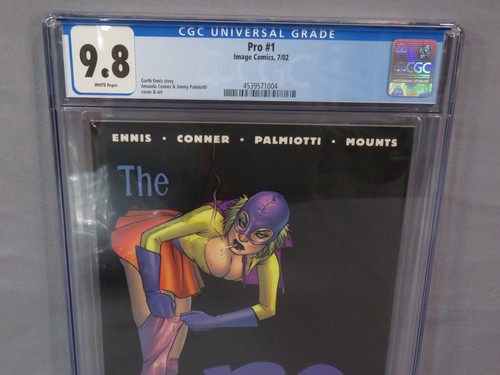 CGC UNIVERSAL GRADE
9.8
WHITE Pages
Pro #1
Image Comics, 7/02
Garth Ennis story
Amanda Conner & Jimmy Palmiotti
cover & art
4539571004
CGC
ENNIS • CONNER • PALMIOTTI • MOUNTS
The